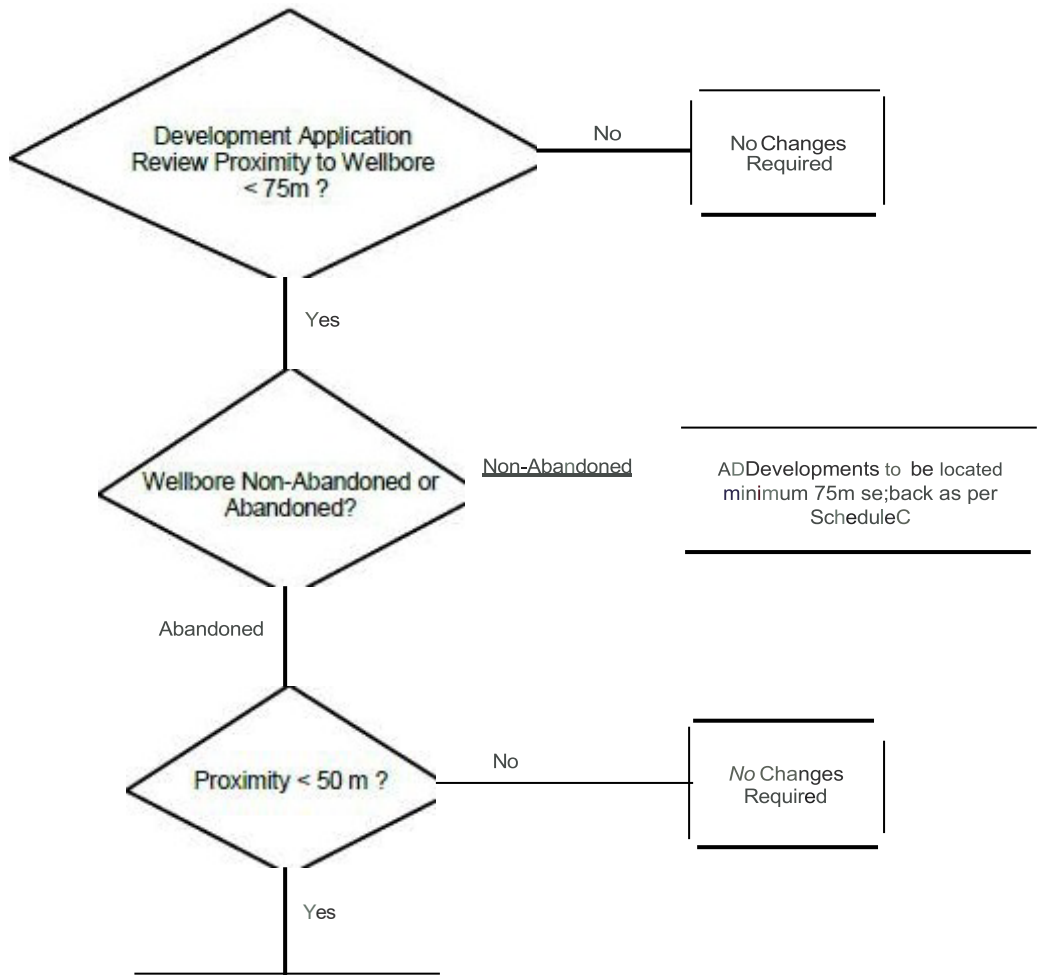 Development Application
Review Proximity to Wellbore
< 75m ?
No
No Changes
Required
Yes
Wellbore Non-Abandoned or
Abandoned?
Non-Abandoned
ADDevelopments to be located
minimum 75m se;back as per
ScheduleC
Abandoned
Proximity < 50 m ?
No
No Changes
Required
Yes